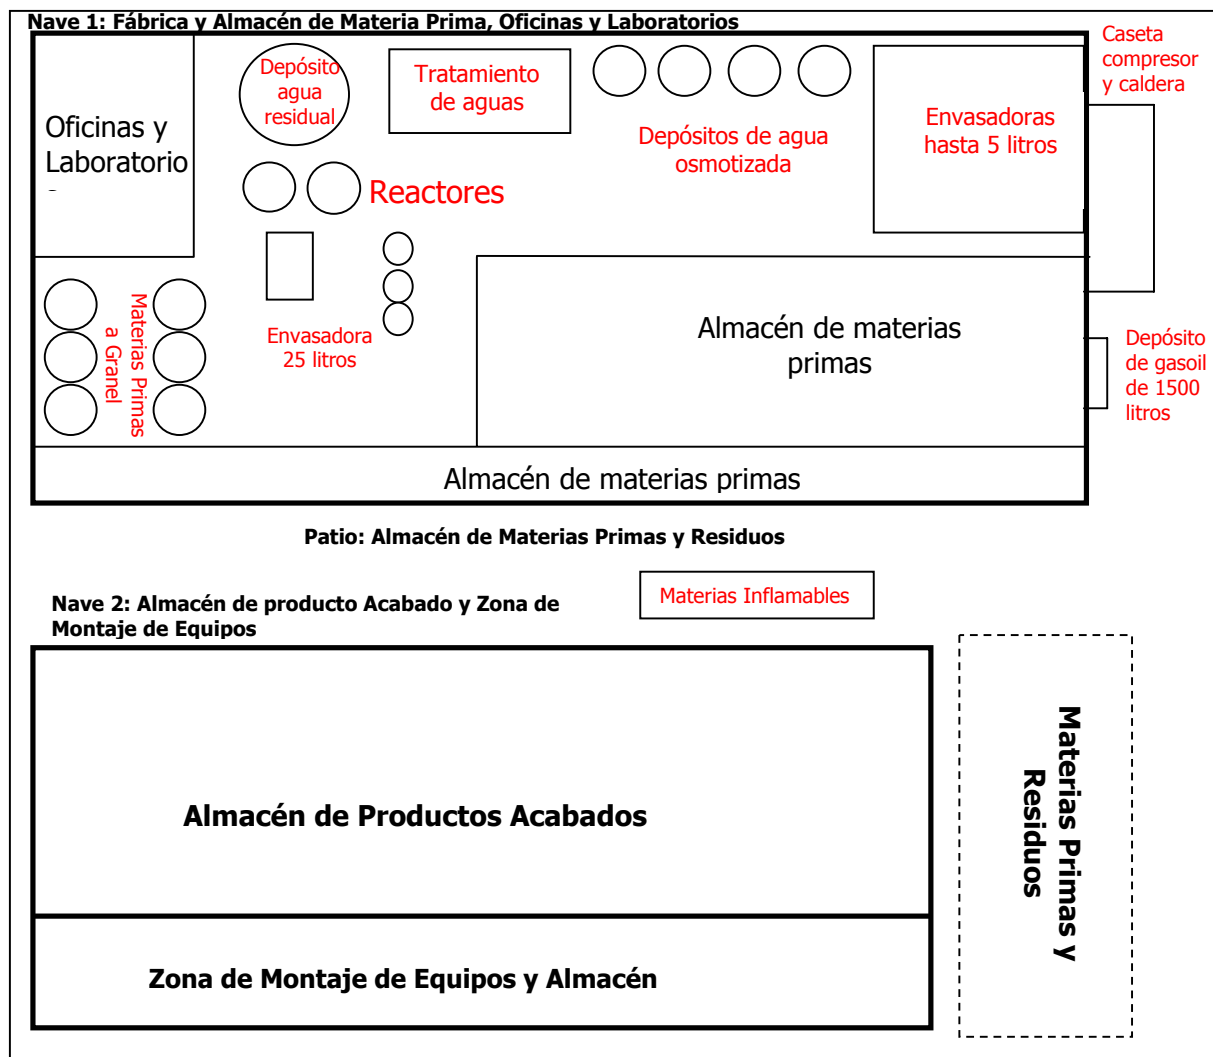 Nave 1: Fábrica y Almacén de Materia Prima, Oficinas y Laboratorios
Caseta
compresor
y caldera
Depósito
agua
residual
Tratamiento
de aguas
Depósitos de agua
osmotizada
Envasadoras
hasta 5 litros
Oficinas y
Laboratorio
Reactores
Materias Primas
a Granel
Envasadora
25 litros
Almacén de materias
primas
Depósito
de gasoil
de 1500
litros
Almacén de materias primas
Patio: Almacén de Materias Primas y Residuos
Materias Inflamables
Nave 2: Almacén de producto Acabado y Zona de
Montaje de Equipos
Almacén de Productos Acabados
Materias Primas y
Residuos
Zona de Montaje de Equipos y Almacén